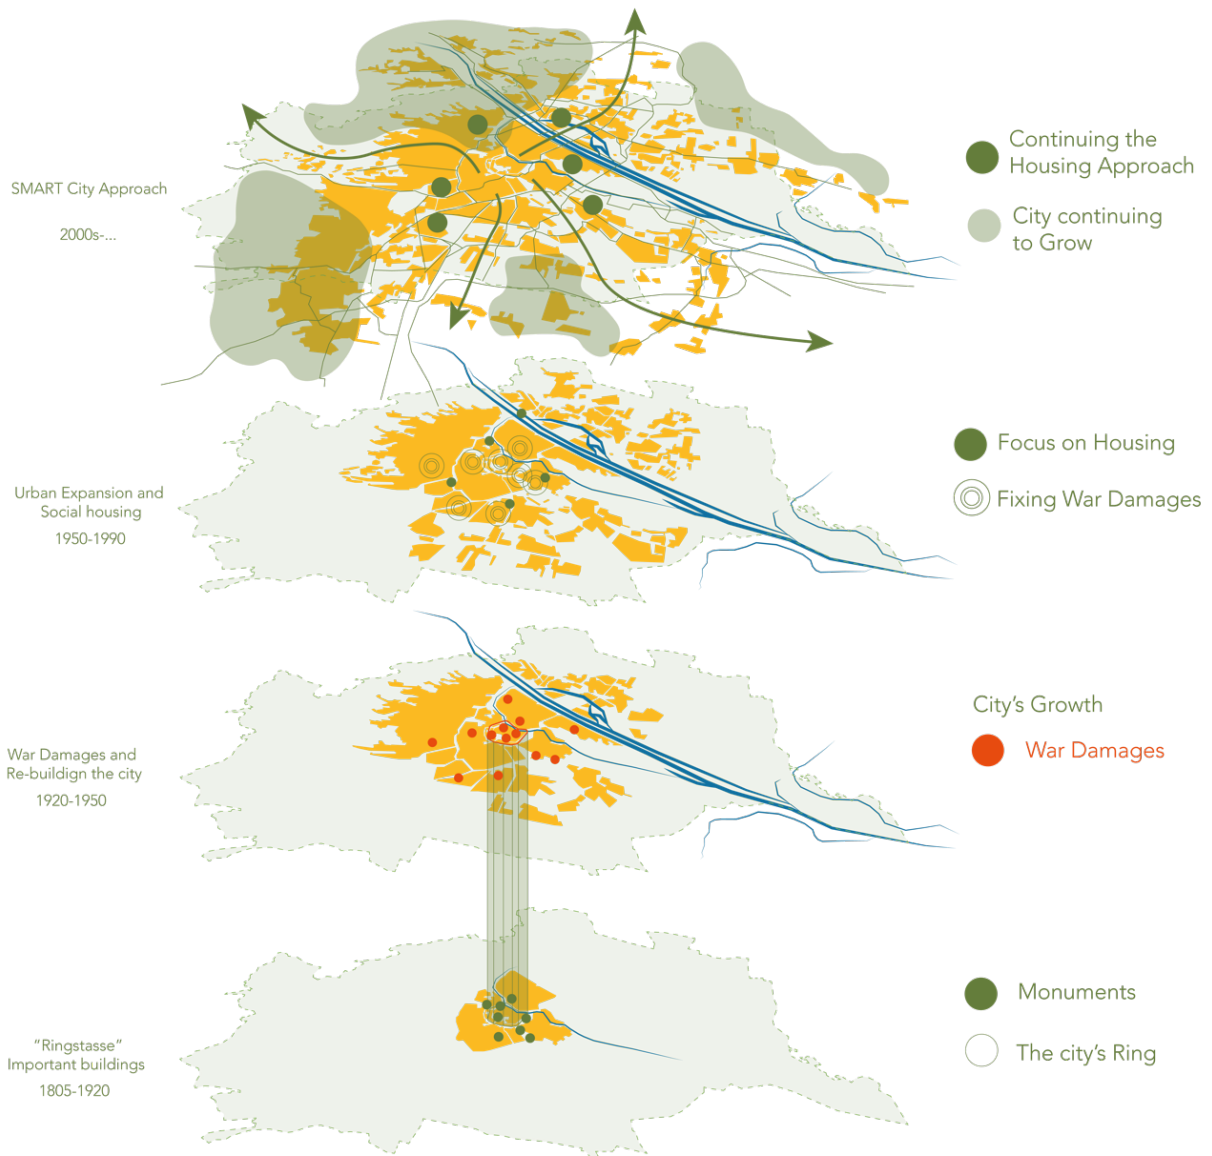 SMART City Approach
2000s-...
Continuing the
Housing Approach
City continuing
to Grow
Urban Expansion and
Social housing
1950-1990
Focus on Housing
Fixing War Damages
War Damages and
Re-buildign the city
1920-1950
City's Growth
War Damages
"Ringstasse"
Important buildings
1805-1920
Monuments
The city's Ring